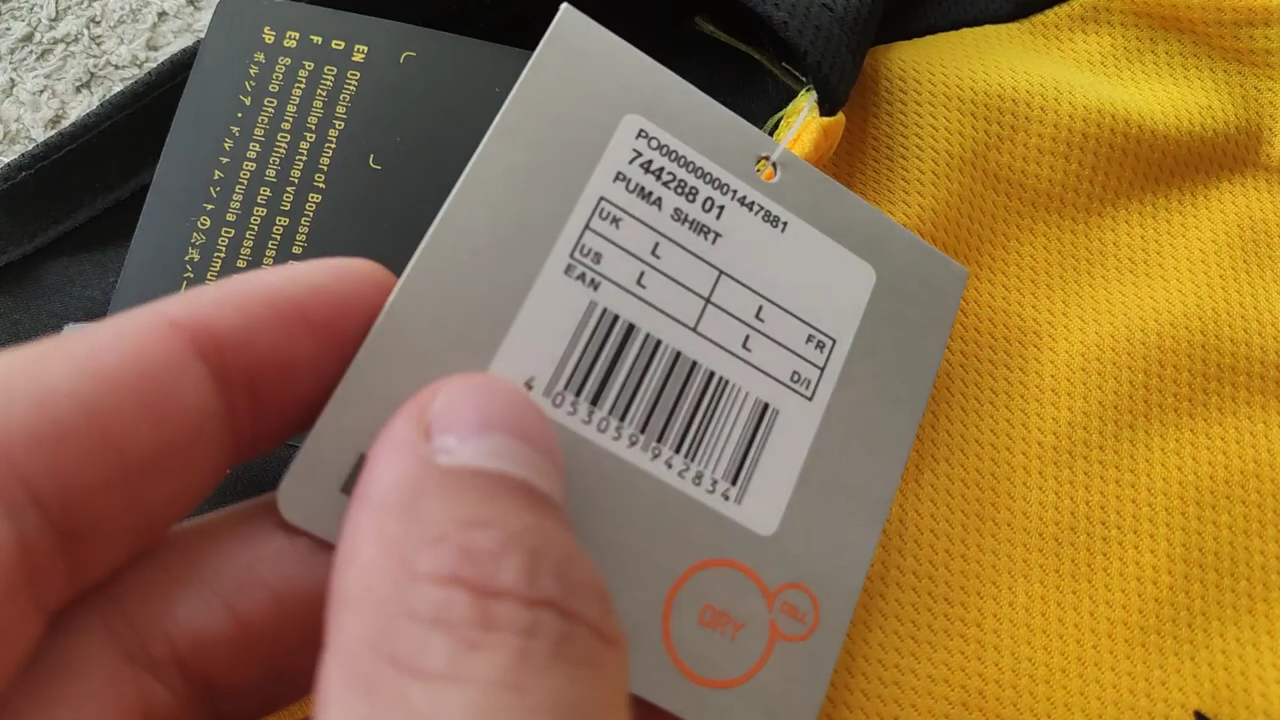 EN Official Partner of Borussia
D Offizieller Partner von Borussi
F Partenaire Officiel du Borussia
ES Socio Oficial de Borussia Dortmu
JP ボルシア・ドルトムントの公式パー
PO000000001447881
744288 01
PUMA SHIRT
UK L L FR
US L L D/I
EAN
4 053059 942834
DRY
CELL